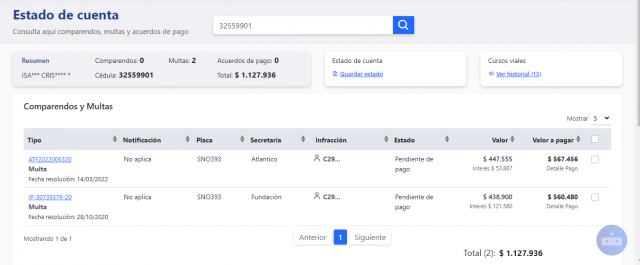 Estado de cuenta
Consulta aquí comparendos, multas y acuerdos de pago
32559901
Resumen
Comparendos: 0
Multas: 2
Acuerdos de pago: 0
ISA*** CRIS**** *
Cédula: 32559901
Total: $ 1.127.936
Estado de cuenta
Guardar estado
Cursos viales
Ver historial (13)
Comparendos y Multas
Mostrar 5
Tipo Notificación Placa Secretaría Infracción Estado Valor Valor a pagar
ATF2022006320 No aplica SNO393 Atlantico C29... Pendiente de $ 447.555 $ 567.456
Multa pago Interés $ 53.887 Detalle Pago
Fecha resolución: 14/03/2022
IP-30739379-20 No aplica SNO393 Fundación C29... Pendiente de $ 438.900 $ 560.480
Multa pago Interés $ 121.580 Detalle Pago
Fecha resolución: 28/10/2020
Mostrando 1 de 1
Anterior 1 Siguiente
Total (2): $ 1.127.936